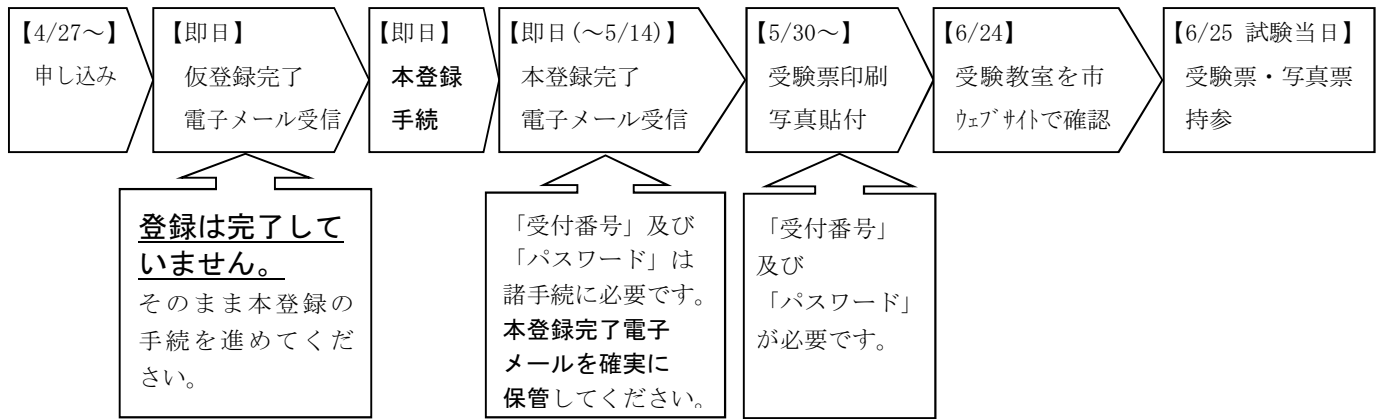 【4/27～】
申し込み
【即日】
仮登録完了
電子メール受信
【即日】
本登録
手続
【即日(～5/14)】
本登録完了
電子メール受信
【5/30～】
受験票印刷
写真貼付
【6/24】
受験教室を市
ｳｪﾌﾞｻｲﾄで確認
【6/25 試験当日】
受験票・写真票
持参
登録は完了して
いません。
そのまま本登録の
手続を進めてくだ
さい。
「受付番号」及び
「パスワード」は
諸手続に必要です。
本登録完了電子
メールを確実に
保管してください。
「受付番号」
及び
「パスワード」
が必要です。